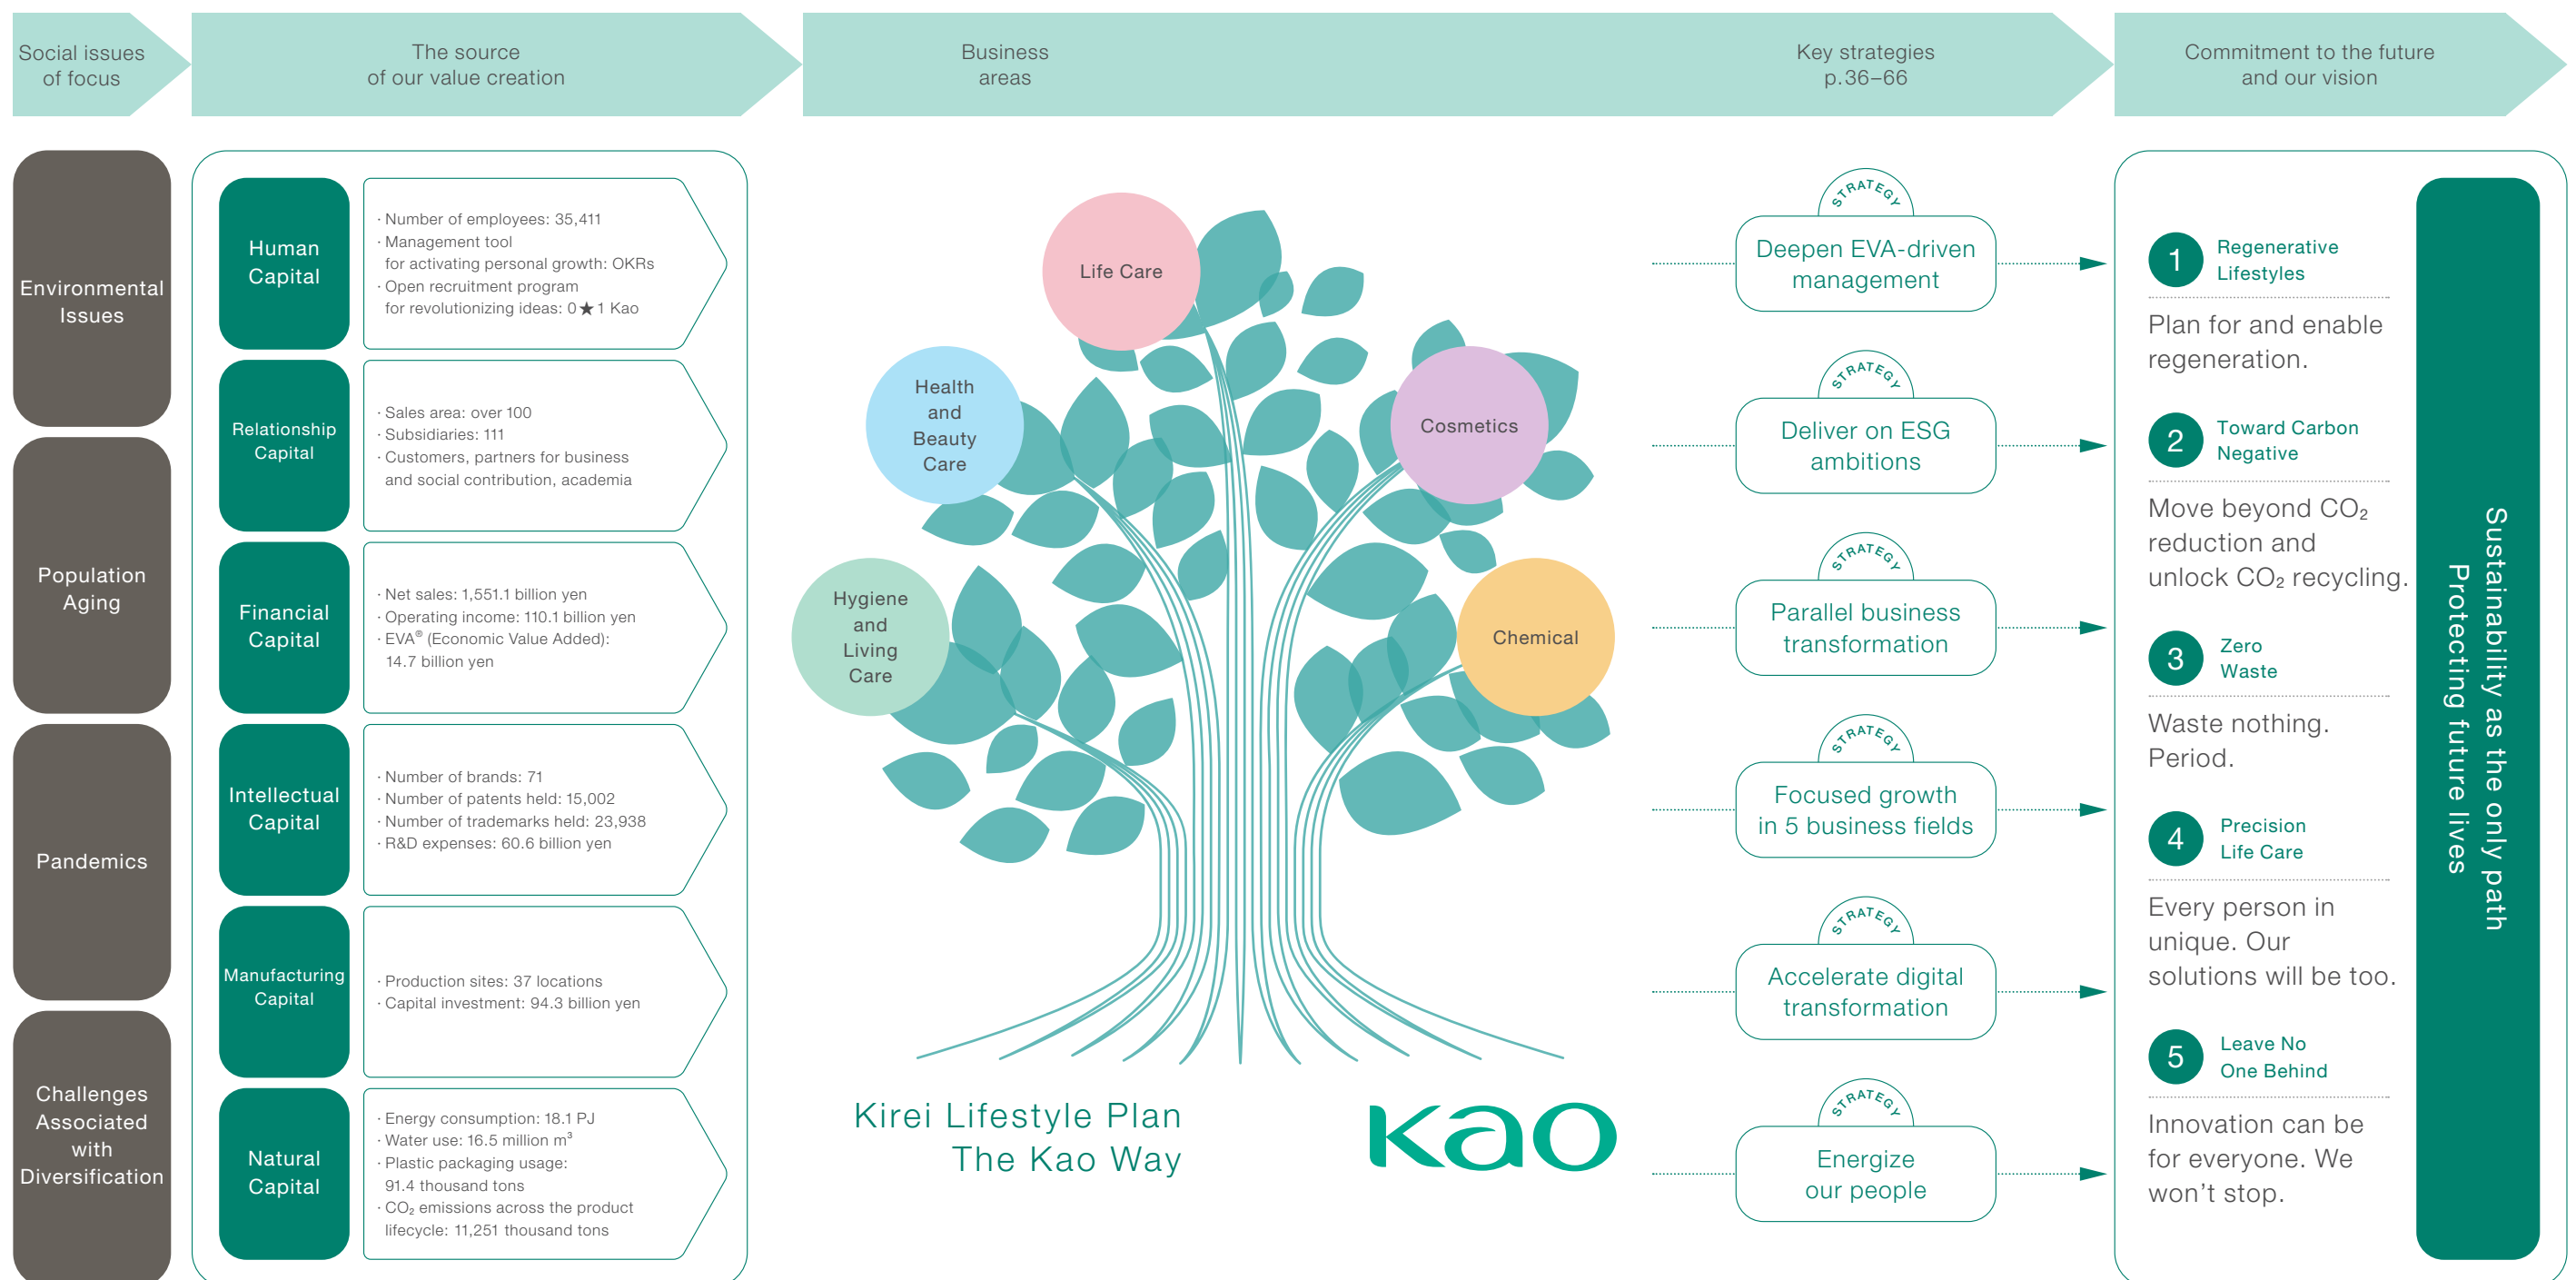 Social issues
of focus
The source
of our value creation
Business
areas
Key strategies
p.36–66
Commitment to the future
and our vision
Environmental
Issues
Population
Aging
Pandemics
Challenges
Associated
with
Diversification
Human
Capital
· Number of employees: 35,411
· Management tool
for activating personal growth: OKRs
· Open recruitment program
for revolutionizing ideas: 0★1 Kao
Relationship
Capital
· Sales area: over 100
· Subsidiaries: 111
· Customers, partners for business
and social contribution, academia
Financial
Capital
· Net sales: 1,551.1 billion yen
· Operating income: 110.1 billion yen
· EVA® (Economic Value Added):
14.7 billion yen
Intellectual
Capital
· Number of brands: 71
· Number of patents held: 15,002
· Number of trademarks held: 23,938
· R&D expenses: 60.6 billion yen
Manufacturing
Capital
· Production sites: 37 locations
· Capital investment: 94.3 billion yen
Natural
Capital
· Energy consumption: 18.1 PJ
· Water use: 16.5 million m³
· Plastic packaging usage:
91.4 thousand tons
· CO₂ emissions across the product
lifecycle: 11,251 thousand tons
Life Care
Health
and
Beauty
Care
Cosmetics
Hygiene
and
Living
Care
Chemical
Kirei Lifestyle Plan
The Kao Way
Kao
STRATEGY
Deepen EVA-driven
management
STRATEGY
Deliver on ESG
ambitions
STRATEGY
Parallel business
transformation
STRATEGY
Focused growth
in 5 business fields
STRATEGY
Accelerate digital
transformation
STRATEGY
Energize
our people
1
Regenerative
Lifestyles
Plan for and enable
regeneration.
2
Toward Carbon
Negative
Move beyond CO₂
reduction and
unlock CO₂ recycling.
3
Zero
Waste
Waste nothing.
Period.
4
Precision
Life Care
Every person in
unique. Our
solutions will be too.
5
Leave No
One Behind
Innovation can be
for everyone. We
won't stop.
Sustainability as the only path
Protecting future lives